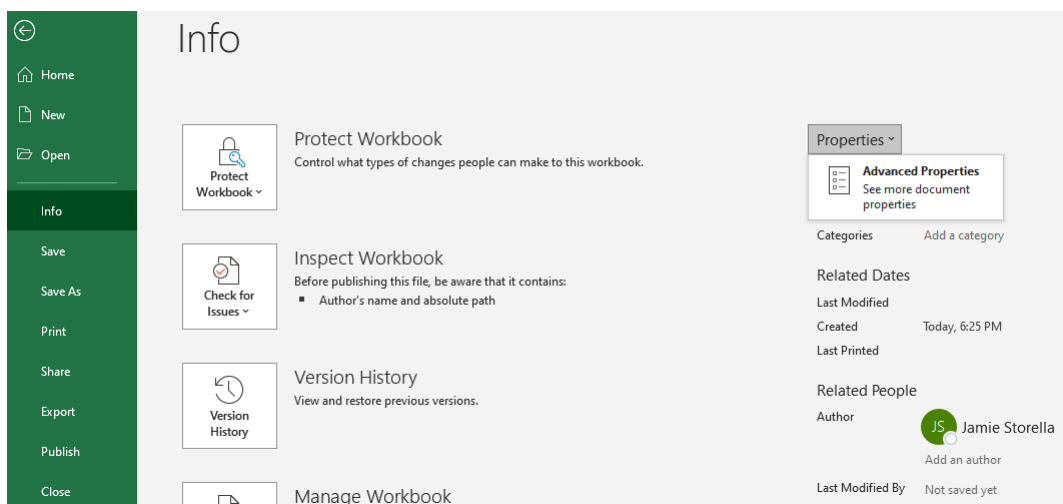 Info
Home
New
Open
Info
Save
Save As
Print
Share
Export
Publish
Close
Protect
Workbook
Protect Workbook
Control what types of changes people can make to this workbook.
Check for
Issues
Inspect Workbook
Before publishing this file, be aware that it contains:
Author's name and absolute path
Version
History
Version History
View and restore previous versions.
Manage Workbook
Properties
Advanced Properties
See more document
properties
Categories Add a category
Related Dates
Last Modified
Created Today, 6:25 PM
Last Printed
Related People
Author JS Jamie Storella
Add an author
Last Modified By Not saved yet